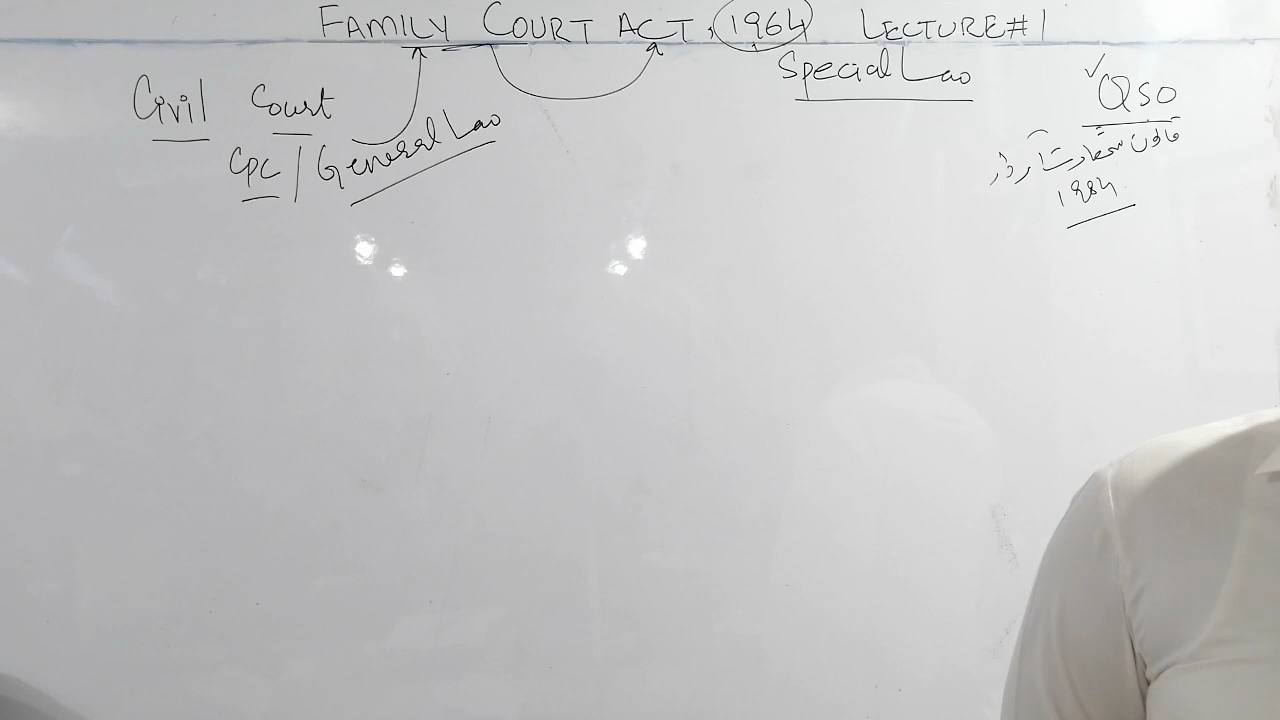 FAMILY COURT ACT, 1964 LECTURE#1
Civil Court
CPC / General Law
Special Law
QSO
قانون شہادت آرڈر
1984